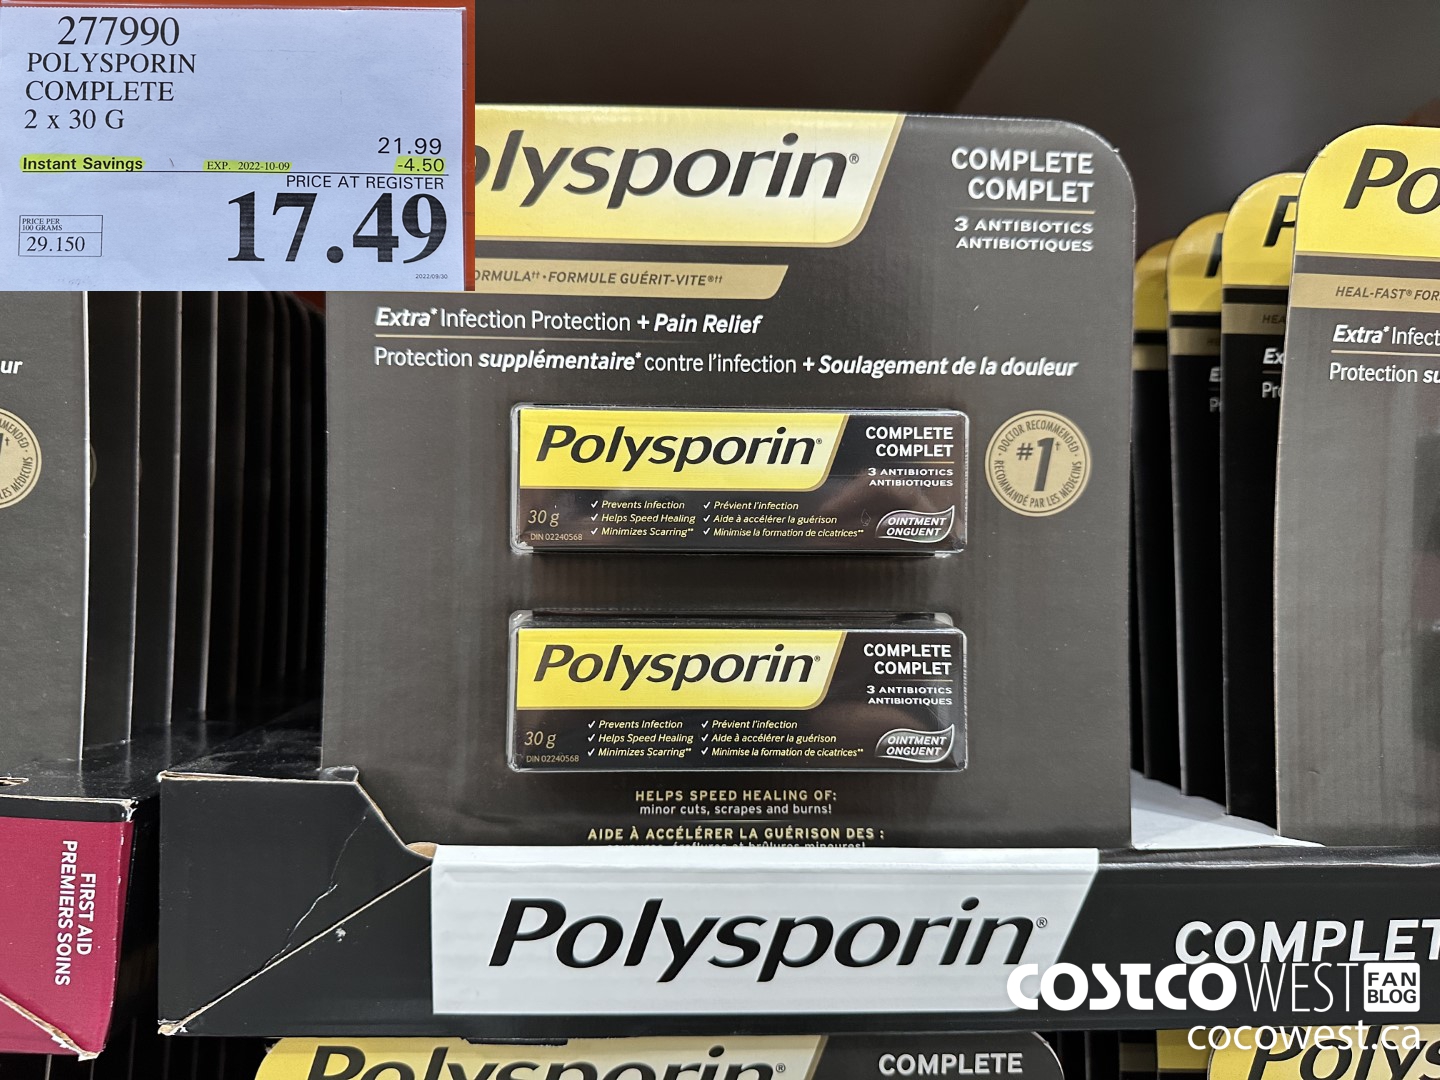 277990
POLYSPORIN
COMPLETE
2 x 30 G
21.99
Instant Savings EXP. 2022-10-09 -4.50
PRICE AT REGISTER
17.49
PRICE PER
100 GRAMS
29.150
2022/09/30
olysporin®
COMPLETE
COMPLET
3 ANTIBIOTICS
ANTIBIOTIQUES
ORMULA†† • FORMULE GUÉRIT-VITE®††
Extra* Infection Protection + Pain Relief
Protection supplémentaire* contre l'infection + Soulagement de la douleur
#1†
DOCTOR RECOMMENDED
RECOMMANDÉ PAR LES MÉDECINS
Polysporin®
COMPLETE
COMPLET
3 ANTIBIOTICS
ANTIBIOTIQUES
✓ Prevents Infection ✓ Prévient l'infection
✓ Helps Speed Healing ✓ Aide à accélérer la guérison
✓ Minimizes Scarring** ✓ Minimise la formation de cicatrices**
30 g
DIN 02240568
OINTMENT
ONGUENT
Polysporin®
COMPLETE
COMPLET
3 ANTIBIOTICS
ANTIBIOTIQUES
✓ Prevents Infection ✓ Prévient l'infection
✓ Helps Speed Healing ✓ Aide à accélérer la guérison
✓ Minimizes Scarring** ✓ Minimise la formation de cicatrices**
30 g
DIN 02240568
OINTMENT
ONGUENT
HELPS SPEED HEALING OF:
minor cuts, scrapes and burns!
AIDE À ACCÉLÉRER LA GUÉRISON DES :
Po
HEAL-FAST® FOR
Extra* Infect
Protection su
ur
FIRST AID
PREMIERS SOINS
Polysporin®
COMPLET
COSTCO WEST FAN BLOG
cocowest.ca
Polysporin®
COMPLETE
Polys